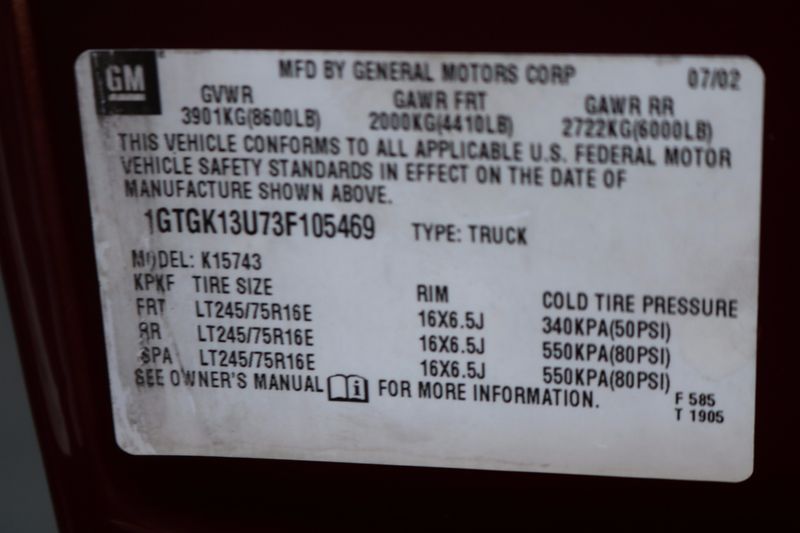 GM
MFD BY GENERAL MOTORS CORP 07/02
GVWR GAWR FRT GAWR RR
3901KG(8600LB) 2000KG(4410LB) 2722KG(6000LB)
THIS VEHICLE CONFORMS TO ALL APPLICABLE U.S. FEDERAL MOTOR
VEHICLE SAFETY STANDARDS IN EFFECT ON THE DATE OF
MANUFACTURE SHOWN ABOVE.
1GTGK13U73F105469 TYPE: TRUCK
MODEL: K15743
KPKF TIRE SIZE RIM COLD TIRE PRESSURE
FRT LT245/75R16E 16X6.5J 340KPA(50PSI)
RR LT245/75R16E 16X6.5J 550KPA(80PSI)
SPA LT245/75R16E 16X6.5J 550KPA(80PSI)
SEE OWNER'S MANUAL i FOR MORE INFORMATION.
F 585
T 1905